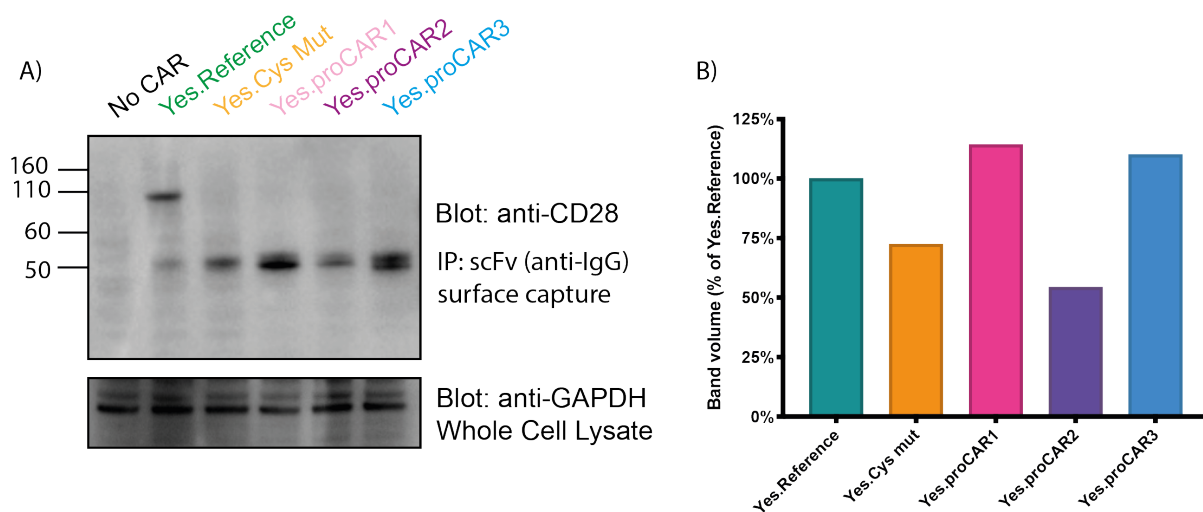 A)
No CAR
Yes.Reference
Yes.Cys Mut
Yes.proCAR1
Yes.proCAR2
Yes.proCAR3
160
110
60
50
Blot: anti-CD28
IP: scFv (anti-IgG)
surface capture
Blot: anti-GAPDH
Whole Cell Lysate
B)
Band volume (% of Yes.Reference)
125%
100%
75%
50%
25%
0%
Yes.Reference
Yes.Cys mut
Yes.proCAR1
Yes.proCAR2
Yes.proCAR3